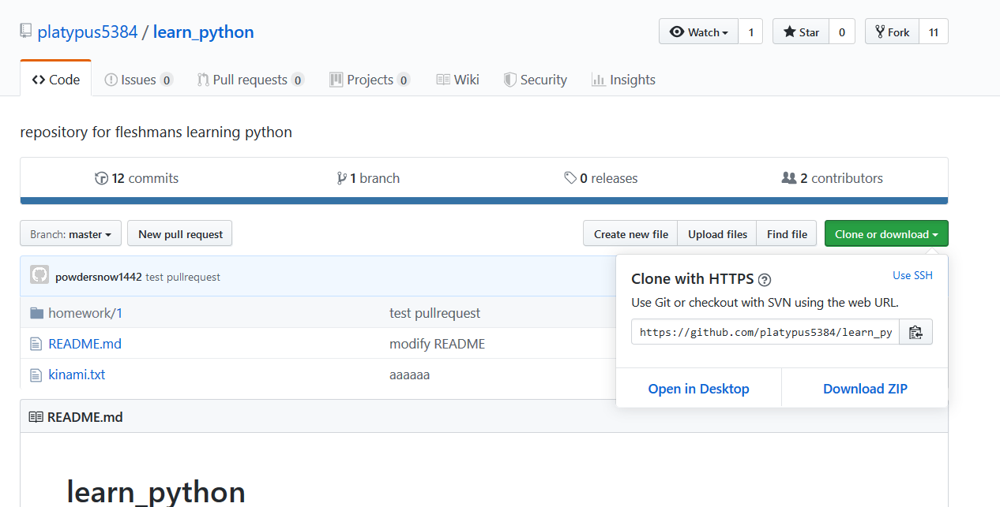 platypus5384 / learn_python
Watch 1 Star 0 Fork 11
Code Issues 0 Pull requests 0 Projects 0 Wiki Security Insights
repository for fleshmans learning python
12 commits 1 branch 0 releases 2 contributors
Branch: master New pull request Create new file Upload files Find file Clone or download
powdersnow1442 test pullrequest
homework/1 test pullrequest
README.md modify README
kinami.txt aaaaaa
Clone with HTTPS ? Use SSH
Use Git or checkout with SVN using the web URL.
https://github.com/platypus5384/learn_py
Open in Desktop Download ZIP
README.md
learn_python